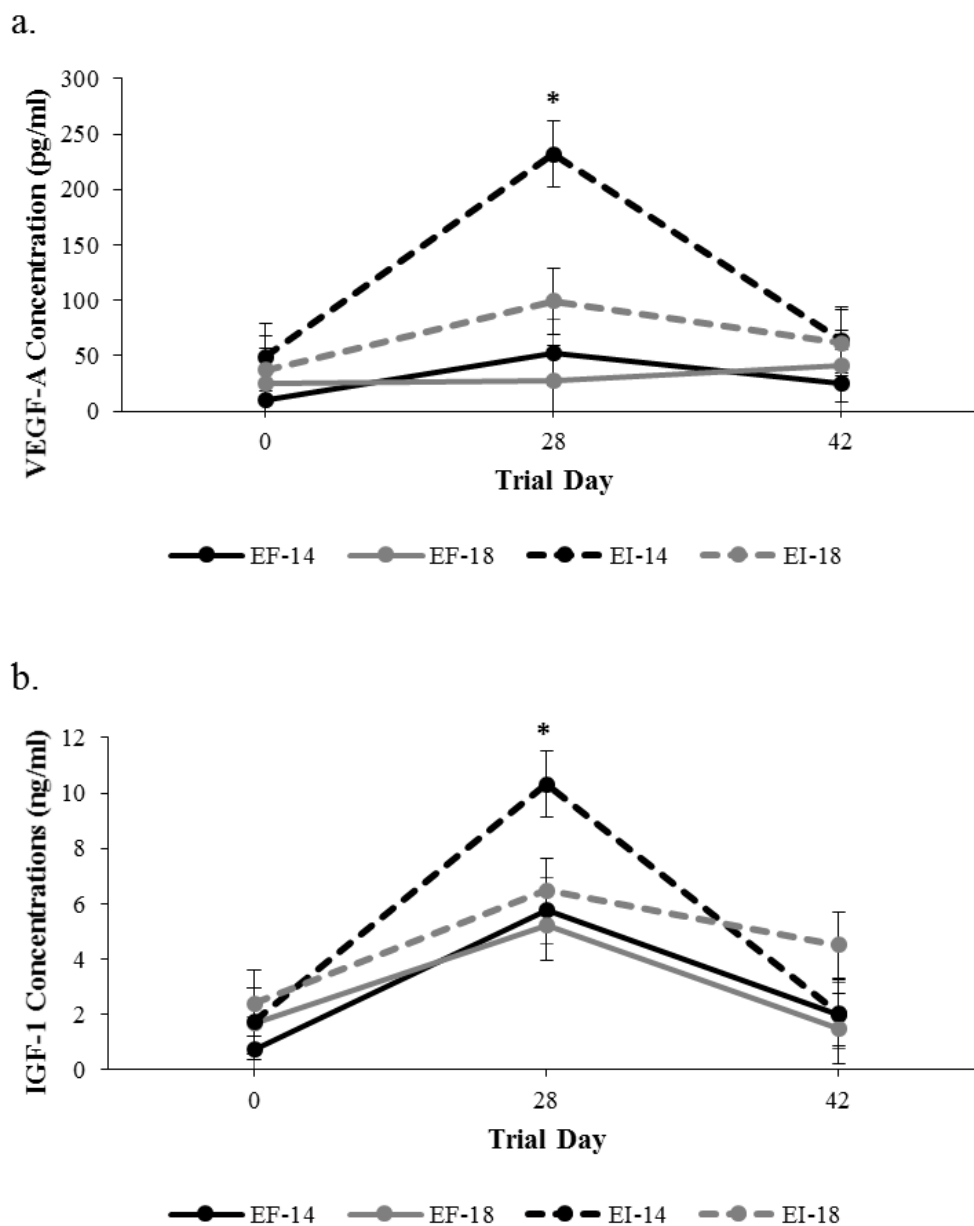 a.
VEGF-A Concentration (pg/ml)
300
250
200
150
100
50
0
*
0 28 42
Trial Day
EF-14 EF-18 EI-14 EI-18
b.
IGF-1 Concentrations (ng/ml)
12
10
8
6
4
2
0
*
0 28 42
Trial Day
EF-14 EF-18 EI-14 EI-18